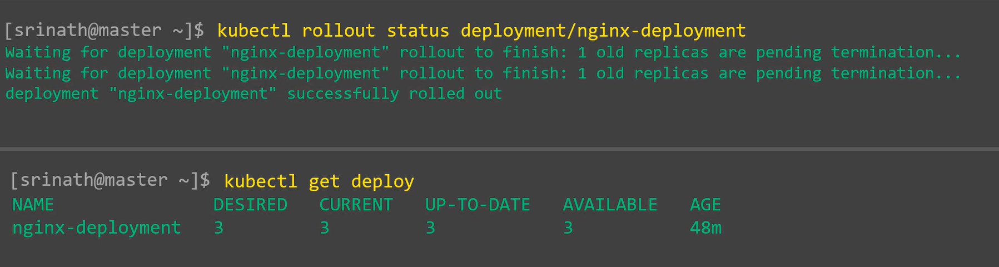 [srinath@master ~]$ kubectl rollout status deployment/nginx-deployment
Waiting for deployment "nginx-deployment" rollout to finish: 1 old replicas are pending termination...
Waiting for deployment "nginx-deployment" rollout to finish: 1 old replicas are pending termination...
deployment "nginx-deployment" successfully rolled out
[srinath@master ~]$ kubectl get deploy
NAME DESIRED CURRENT UP-TO-DATE AVAILABLE AGE
nginx-deployment 3 3 3 3 48m